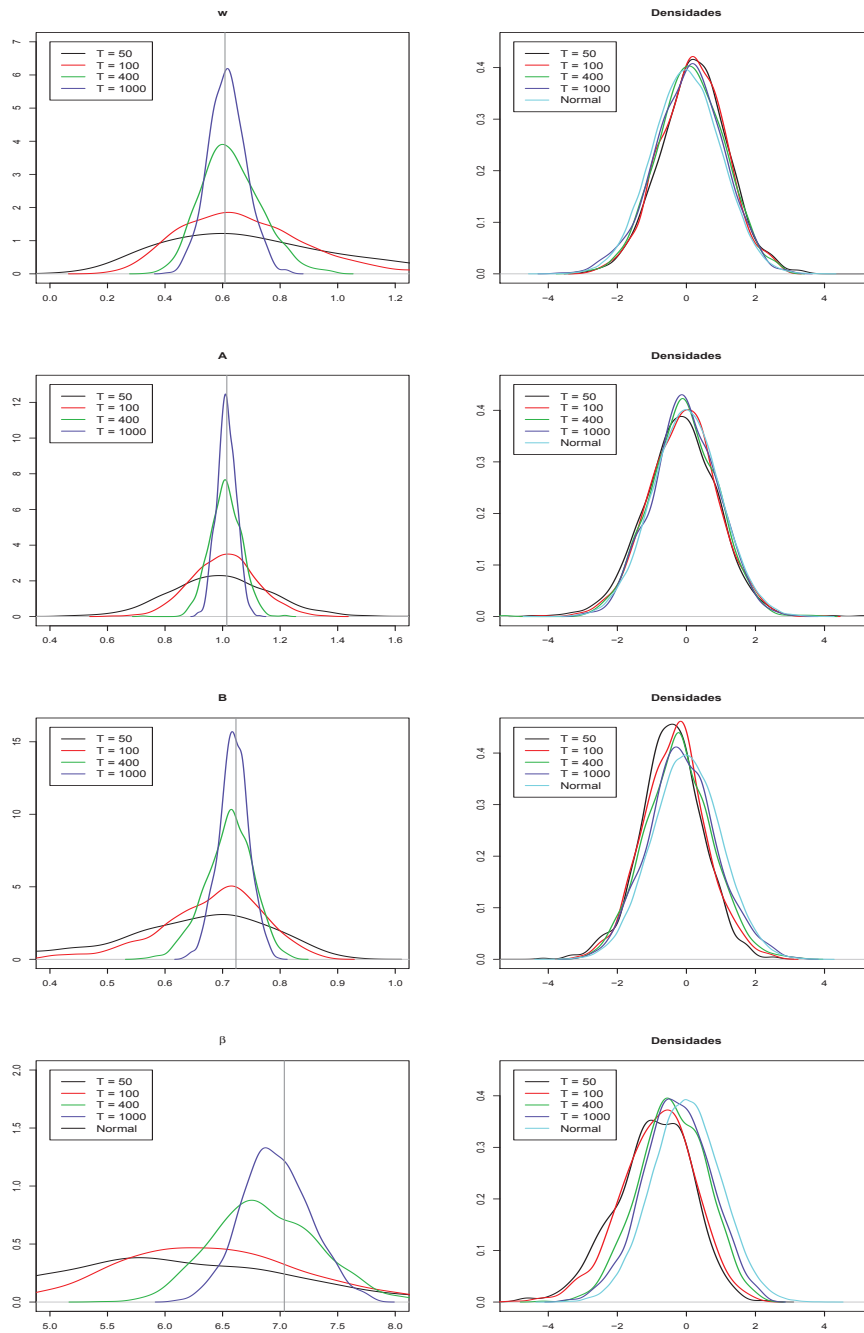 w
T = 50
T = 100
T = 400
T = 1000
7
6
5
4
3
2
1
0
0.0 0.4 0.6 0.8 1.0 1.2
Densidades
T = 50
T = 100
T = 400
T = 1000
Normal
0.4
0.3
0.2
0.1
0.0
−4 −2 0 2 4
A
T = 50
T = 100
T = 400
T = 1000
12
10
8
6
4
2
0
0.4 0.6 0.8 1.0 1.2 1.4 1.6
Densidades
T = 50
T = 100
T = 400
T = 1000
Normal
0.4
0.3
0.2
0.1
0.0
−4 −2 0 2 4
B
T = 50
T = 100
T = 400
T = 1000
15
10
5
0
0.4 0.5 0.6 0.7 0.8 1.0
Densidades
T = 50
T = 100
T = 400
T = 1000
Normal
0.4
0.3
0.2
0.1
0.0
−4 −2 0 2 4
β
T = 50
T = 100
T = 400
T = 1000
Normal
2.0
1.5
1.0
0.5
0.0
5.0 6.0 6.5 7.0 7.5 8.0
Densidades
T = 50
T = 100
T = 400
T = 1000
Normal
0.4
0.3
0.2
0.1
0.0
−4 −2 0 2 4